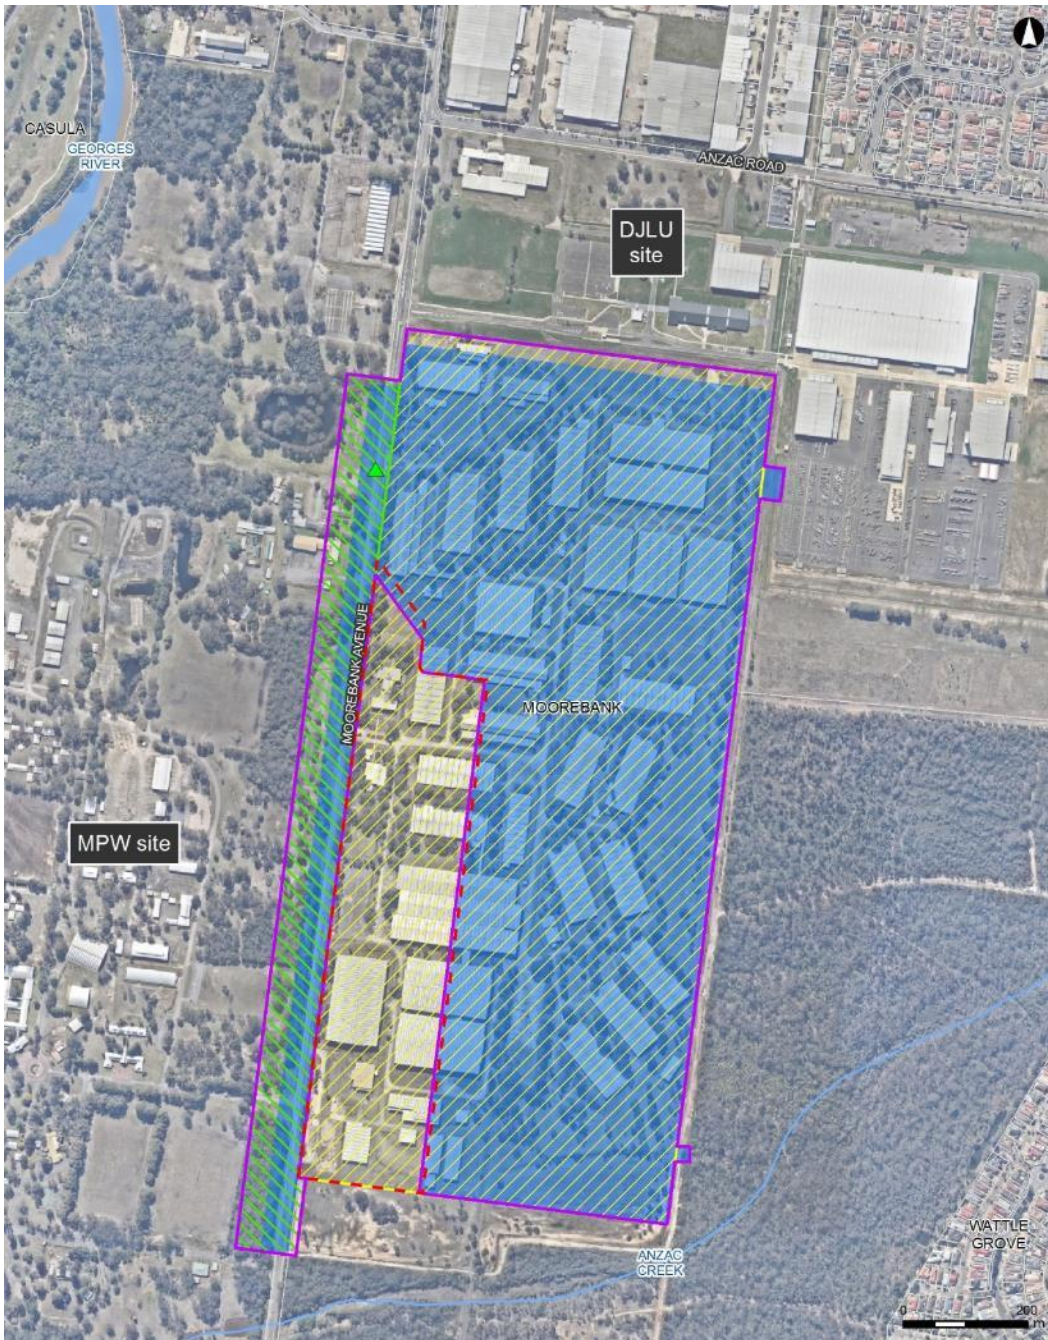 CASULA
GEORGES
RIVER
ANZAC ROAD
DJLU
site
MOOREBANK AVENUE
MOOREBANK
MPW site
WATTLE
GROVE
ANZAC
CREEK
0
200
m